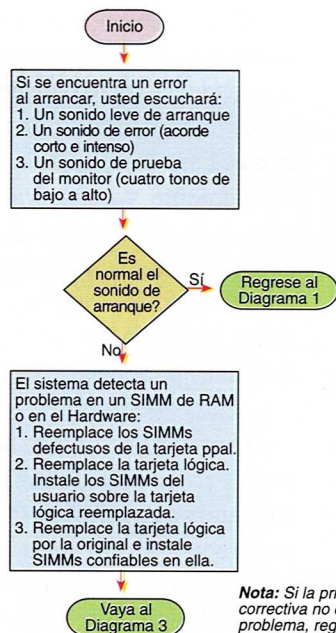 Inicio
Si se encuentra un error
al arrancar, usted escuchará:
1. Un sonido leve de arranque
2. Un sonido de error (acorde
corto e intenso)
3. Un sonido de prueba
del monitor (cuatro tonos de
bajo a alto)
Es
normal el
sonido de
arranque?
Sí
Regrese al
Diagrama 1
No
El sistema detecta un
problema en un SIMM de RAM
o en el Hardware:
1. Reemplace los SIMMs
defectusos de la tarjeta ppal.
2. Reemplace la tarjeta lógica.
Instale los SIMMs del
usuario sobre la tarjeta
lógica reemplazada.
3. Reemplace la tarjeta lógica
por la original e instale
SIMMs confiables en ella.
Vaya al
Diagrama 3
Nota: Si la
correctiva no
problema,